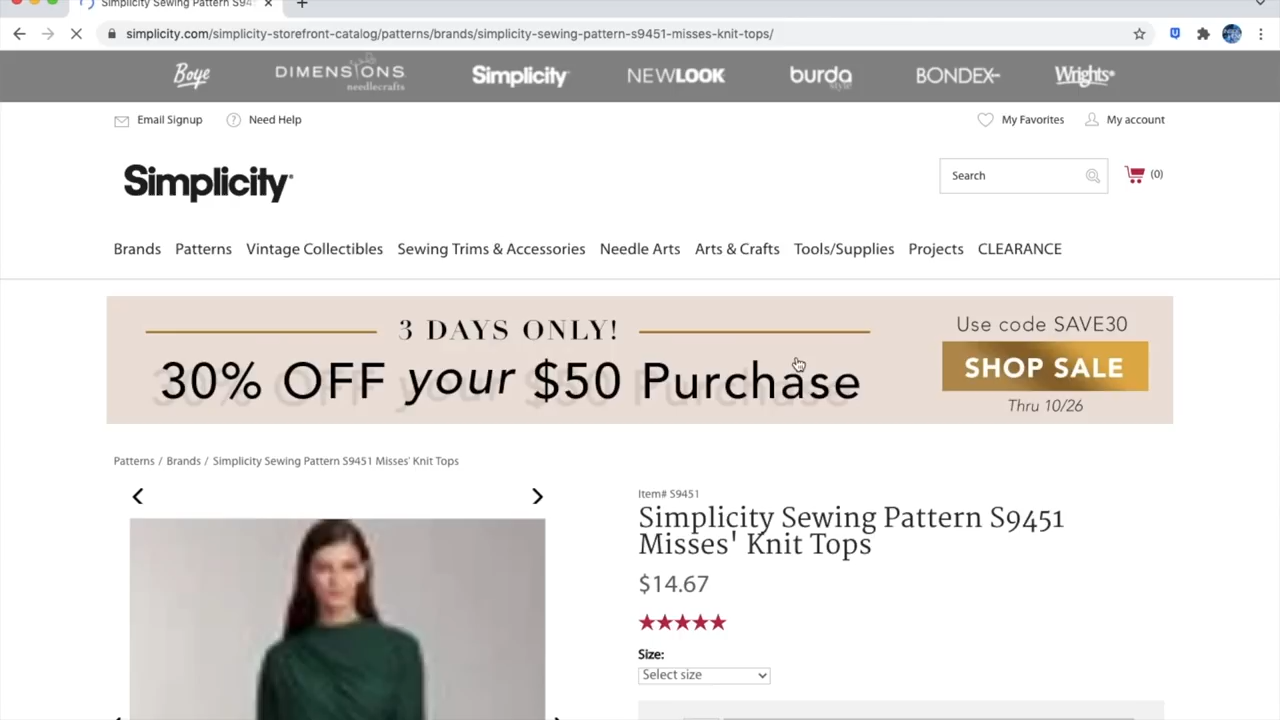 Simplicity Sewing Pattern S94
simplicity.com/simplicity-storefront-catalog/patterns/brands/simplicity-sewing-pattern-s9451-misses-knit-tops/
Boye DIMENSIONS needlecrafts Simplicity NEWLOOK burda style BONDEX Wrights
Email Signup Need Help My Favorites My account
Simplicity
Search (0)
Brands Patterns Vintage Collectibles Sewing Trims & Accessories Needle Arts Arts & Crafts Tools/Supplies Projects CLEARANCE
3 DAYS ONLY!
30% OFF your $50 Purchase
Use code SAVE30
SHOP SALE
Thru 10/26
Patterns / Brands / Simplicity Sewing Pattern S9451 Misses' Knit Tops
Item# S9451
Simplicity Sewing Pattern S9451
Misses' Knit Tops
$14.67
Size:
Select size